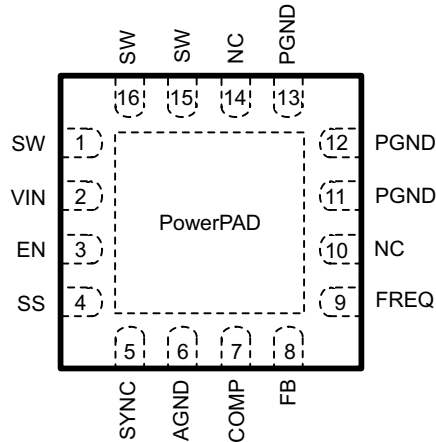 SW SW NC PGND
16 15 14 13
SW 1 12 PGND
VIN 2 11 PGND
PowerPAD
EN 3 10 NC
SS 4 9 FREQ
5 6 7 8
SYNC AGND COMP FB